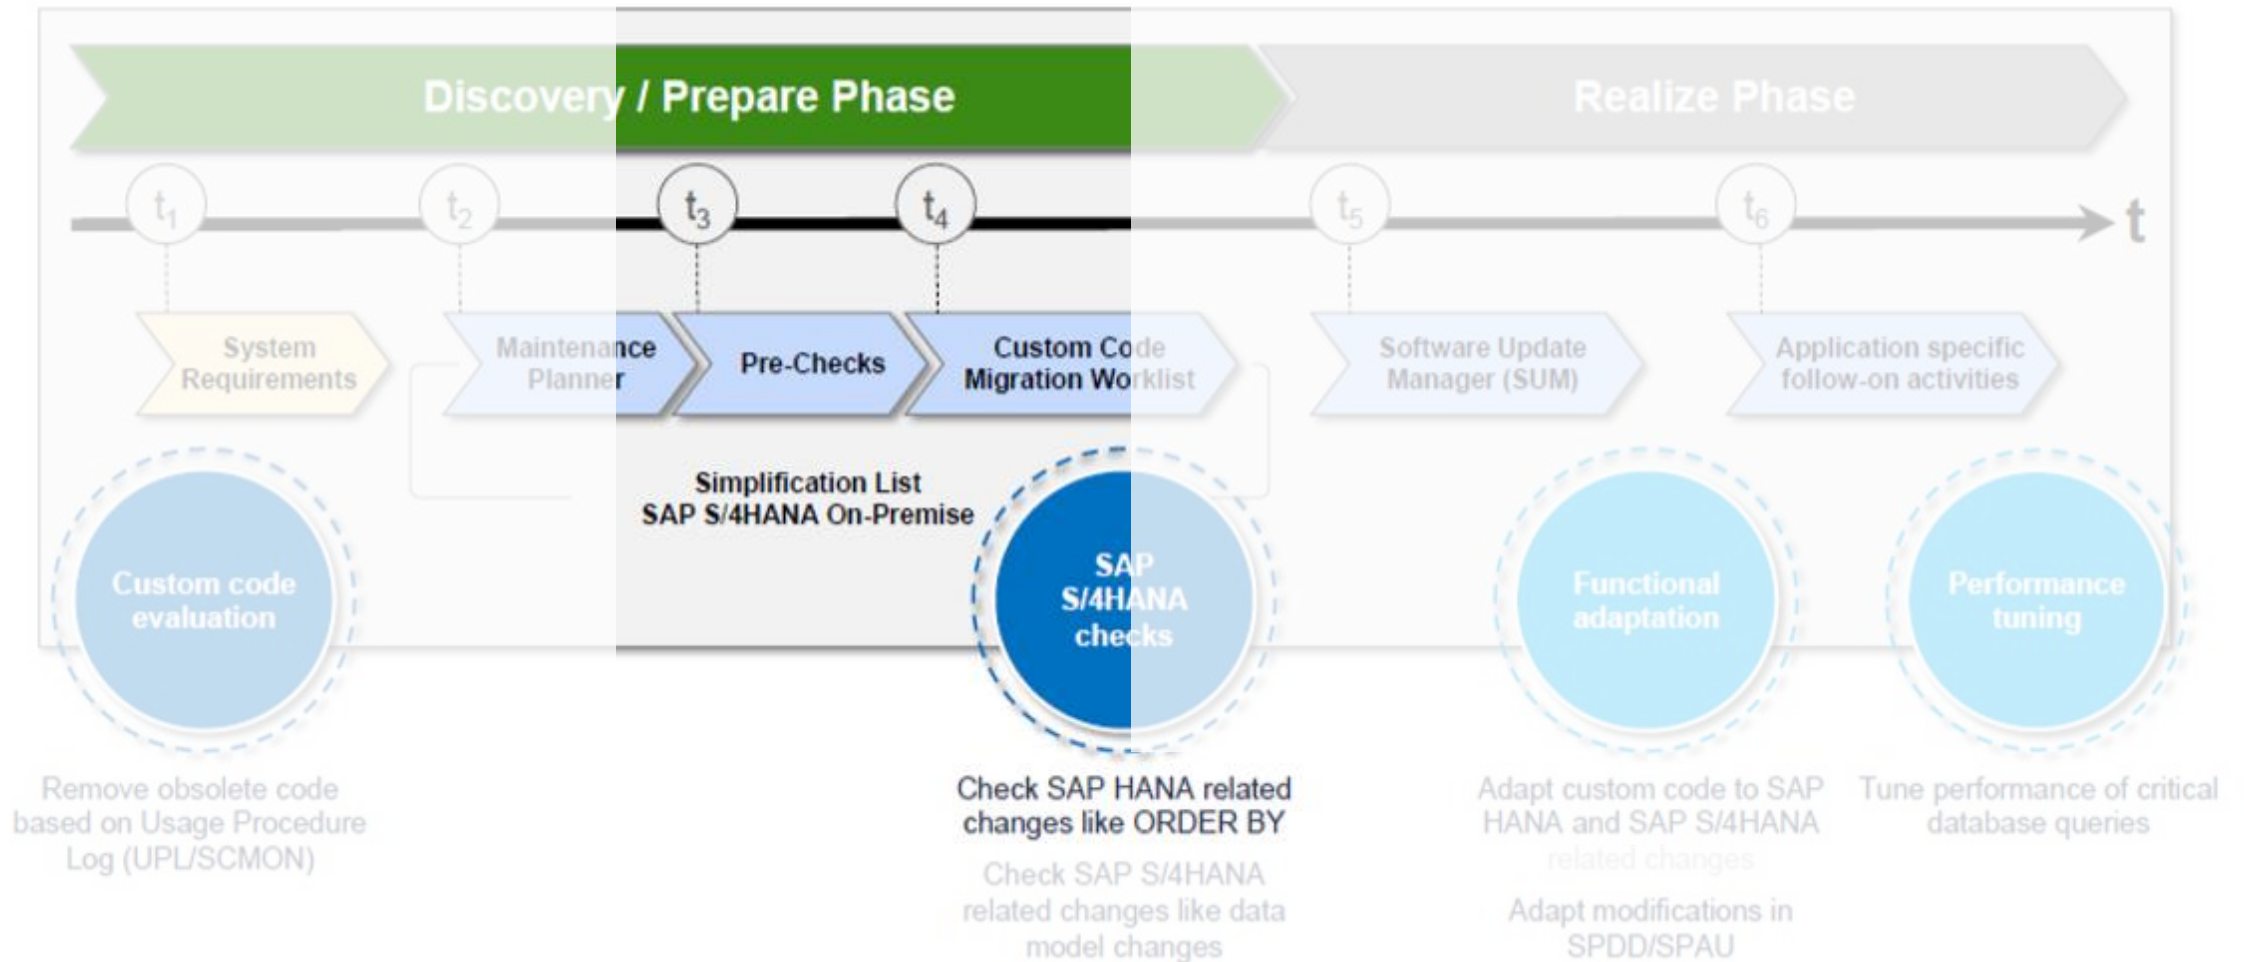 Discovery / Prepare Phase
Realize Phase
t1
t2
t3
t4
t5
t6
t
System
Requirements
Maintenance
Planner
Pre-Checks
Custom Code
Migration Worklist
Software Update
Manager (SUM)
Application specific
follow-on activities
Simplification List
SAP S/4HANA On-Premise
Custom code
evaluation
SAP
S/4HANA
checks
Functional
adaptation
Performance
tuning
Remove obsolete code
based on Usage Procedure
Log (UPL/SCMON)
Check SAP HANA related
changes like ORDER BY
Check SAP S/4HANA
related changes like data
model changes
Adapt custom code to SAP
HANA and SAP S/4HANA
related changes
Adapt modifications in
SPDD/SPAU
Tune performance of critical
database queries